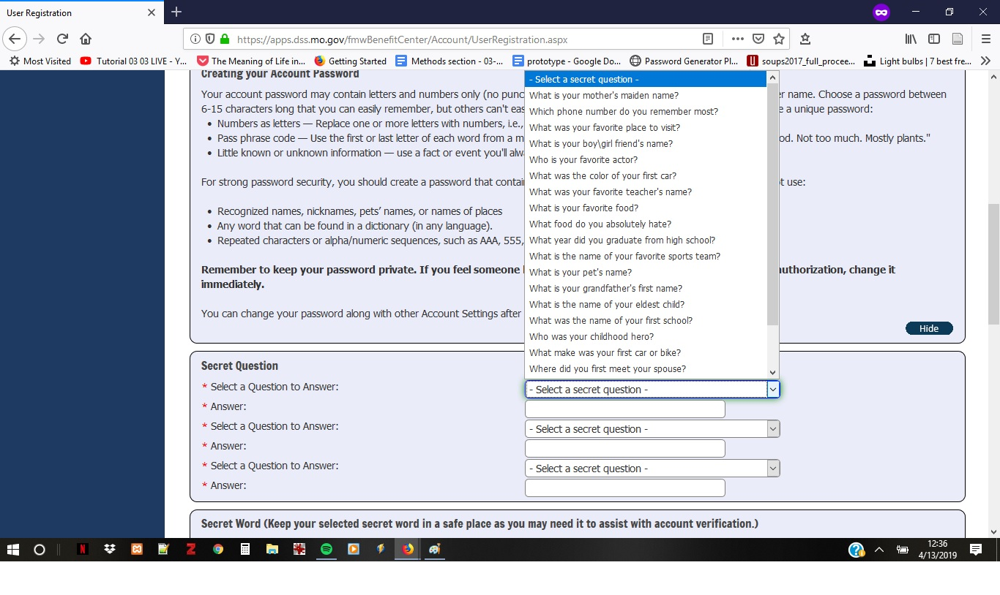 User Registration
https://apps.dss.mo.gov/fmwBenefitCenter/Account/UserRegistration.aspx
Most Visited
Tutorial 03 03 LIVE - Y...
The Meaning of Life in...
Getting Started
Methods section - 03-...
prototype - Google Do...
Password Generator Pl...
soups2017_full_procee...
Light bulbs | 7 best fre...
Creating your Account Password
Your account password may contain letters and numbers only (no punc er name. Choose a password between
6-15 characters long that you can easily remember, but others can't eas e a unique password:
• Numbers as letters — Replace one or more letters with numbers, i.e.,
• Pass phrase code — Use the first or last letter of each word from a m od. Not too much. Mostly plants."
• Little known or unknown information — use a fact or event you'll alwa
For strong password security, you should create a password that contai t use:
• Recognized names, nicknames, pets’ names, or names of places
• Any word that can be found in a dictionary (in any language).
• Repeated characters or alpha/numeric sequences, such as AAA, 555,
Remember to keep your password private. If you feel someone uthorization, change it
immediately.
You can change your password along with other Account Settings after
Hide
- Select a secret question -
What is your mother's maiden name?
Which phone number do you remember most?
What was your favorite place to visit?
What is your boy\girl friend's name?
Who is your favorite actor?
What was the color of your first car?
What was your favorite teacher's name?
What is your favorite food?
What food do you absolutely hate?
What year did you graduate from high school?
What is the name of your favorite sports team?
What is your pet's name?
What is your grandfather's first name?
What is the name of your eldest child?
What was the name of your first school?
Who was your childhood hero?
What make was your first car or bike?
Where did you first meet your spouse?
Secret Question
* Select a Question to Answer:
- Select a secret question -
* Answer:
* Select a Question to Answer:
- Select a secret question -
* Answer:
* Select a Question to Answer:
- Select a secret question -
* Answer:
Secret Word (Keep your selected secret word in a safe place as you may need it to assist with account verification.)
12:36
4/13/2019